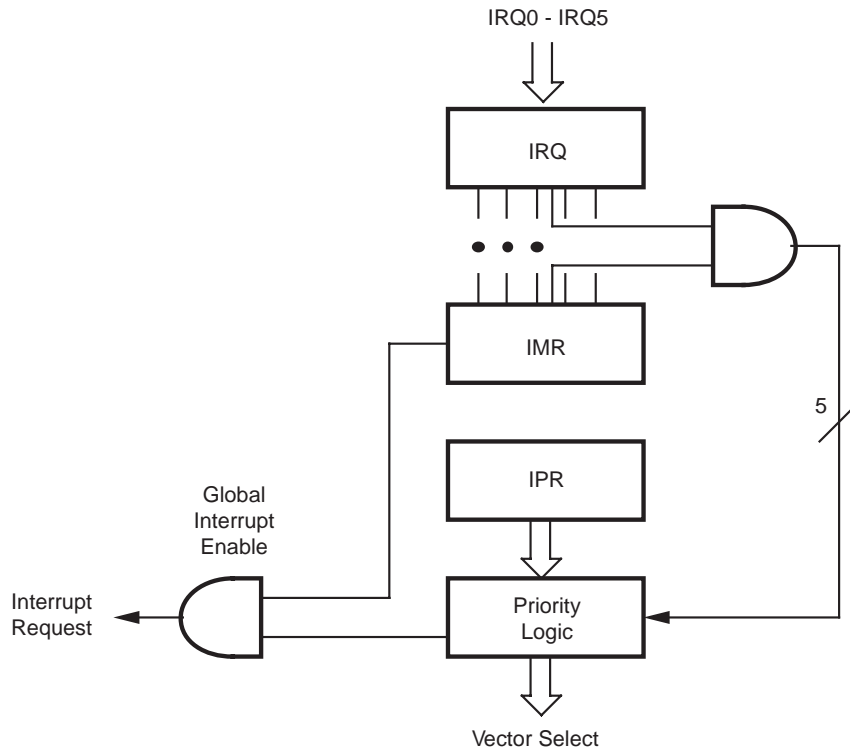 IRQ0 - IRQ5
IRQ
IMR
5
IPR
Global
Interrupt
Enable
Interrupt
Request
Priority
Logic
Vector Select